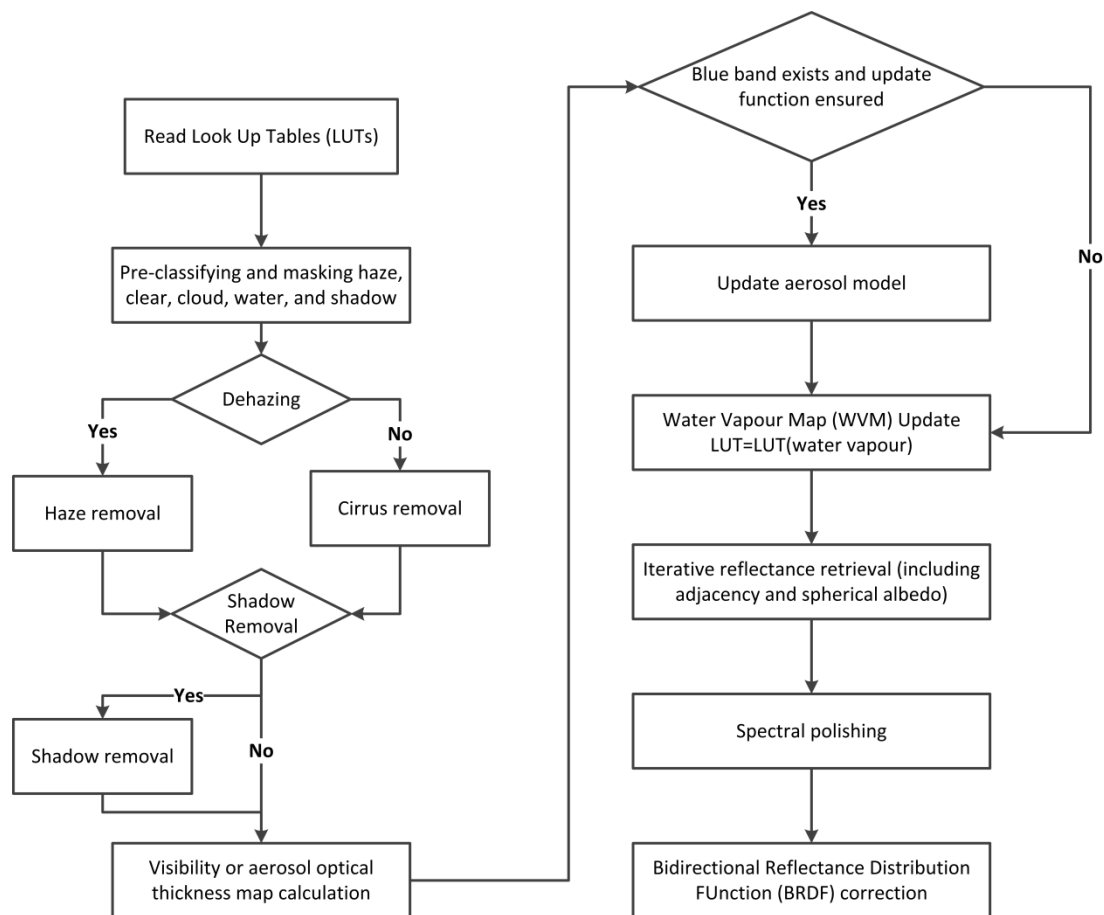 Read Look Up Tables (LUTs)
Pre-classifying and masking haze,
clear, cloud, water, and shadow
Dehazing
Yes
No
Haze removal
Cirrus removal
Shadow
Removal
Yes
Shadow removal
No
Visibility or aerosol optical
thickness map calculation
Blue band exists and update
function ensured
Yes
No
Update aerosol model
Water Vapour Map (WVM) Update
LUT=LUT(water vapour)
Iterative reflectance retrieval (including
adjacency and spherical albedo)
Spectral polishing
Bidirectional Reflectance Distribution
FUnction (BRDF) correction